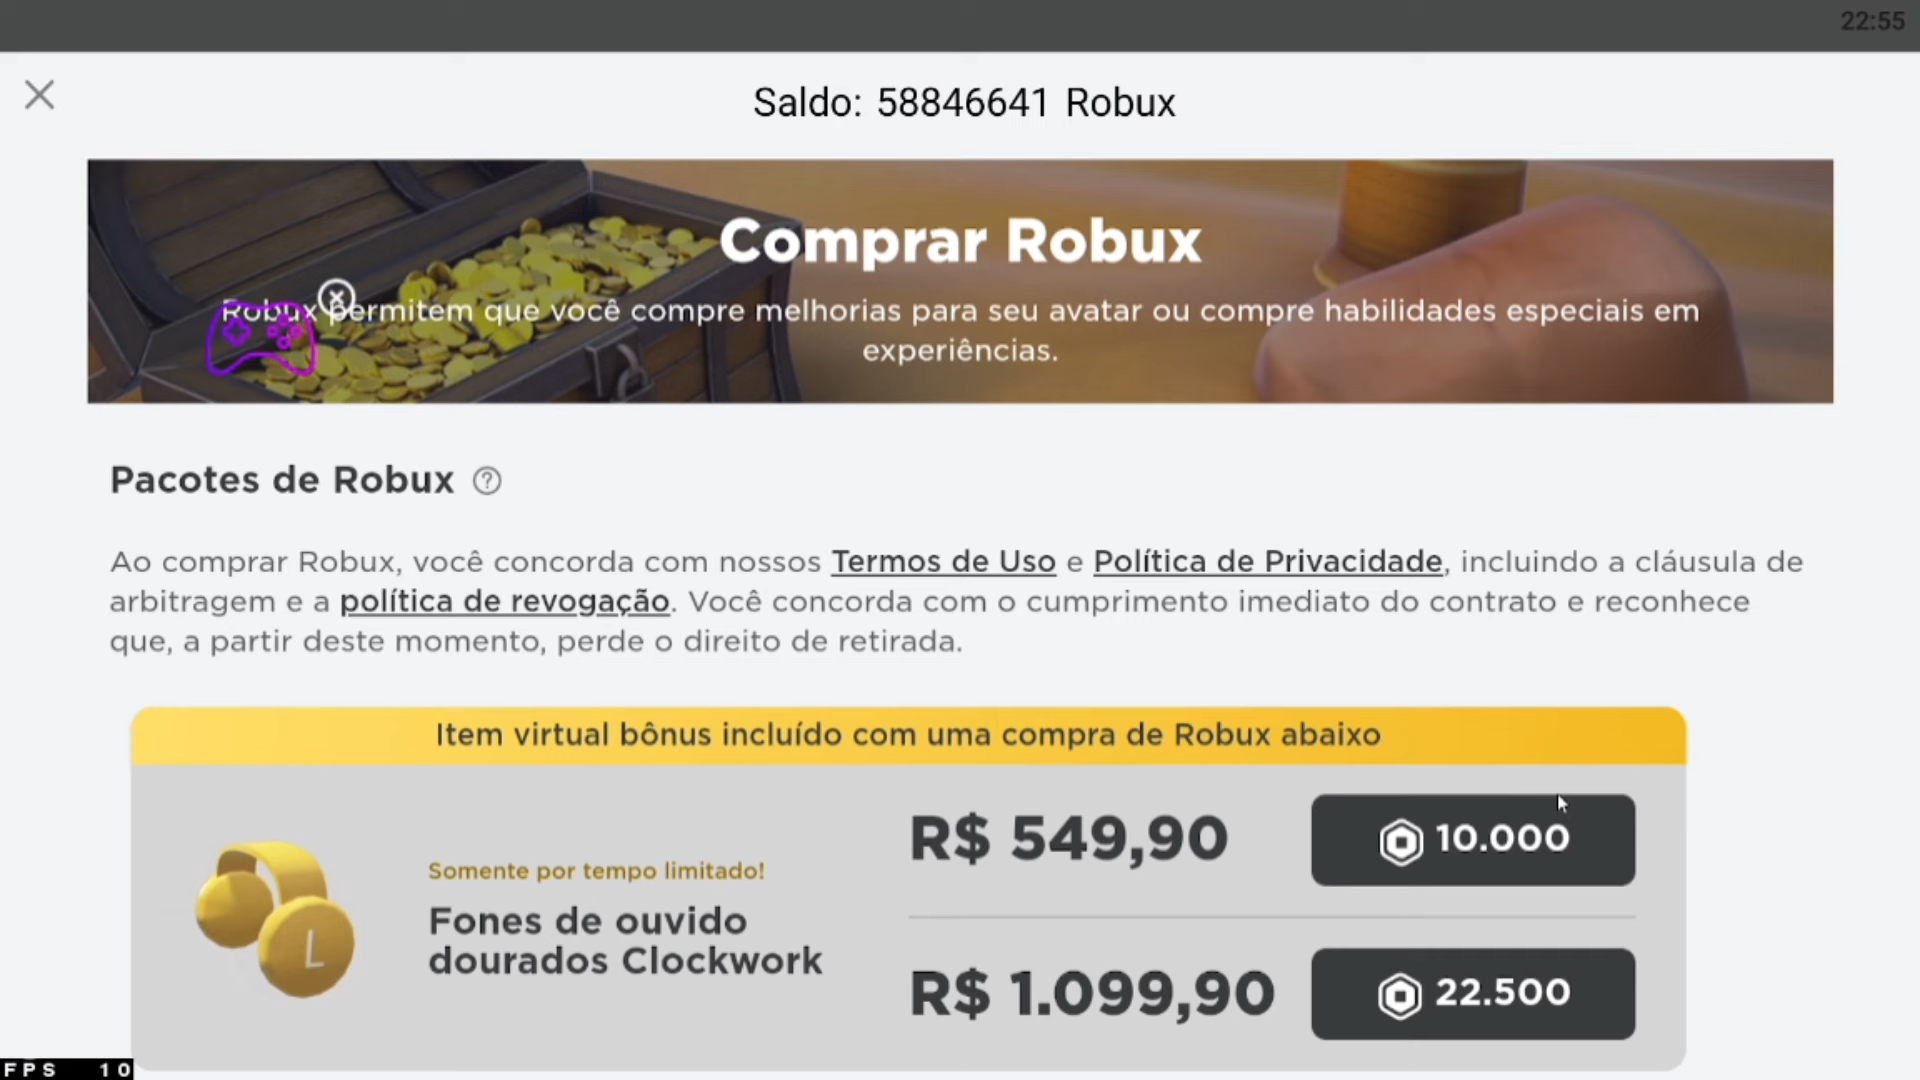 22:55
Saldo: 58846641 Robux
Comprar Robux
Robux permitem que você compre melhorias para seu avatar ou compre habilidades especiais em
experiências.
Pacotes de Robux
Ao comprar Robux, você concorda com nossos Termos de Uso e Política de Privacidade, incluindo a cláusula de
arbitragem e a política de revogação. Você concorda com o cumprimento imediato do contrato e reconhece
que, a partir deste momento, perde o direito de retirada.
Item virtual bônus incluído com uma compra de Robux abaixo
R$ 549,90
10.000
Somente por tempo limitado!
Fones de ouvido
dourados Clockwork
L
R$ 1.099,90
22.500
FPS 10